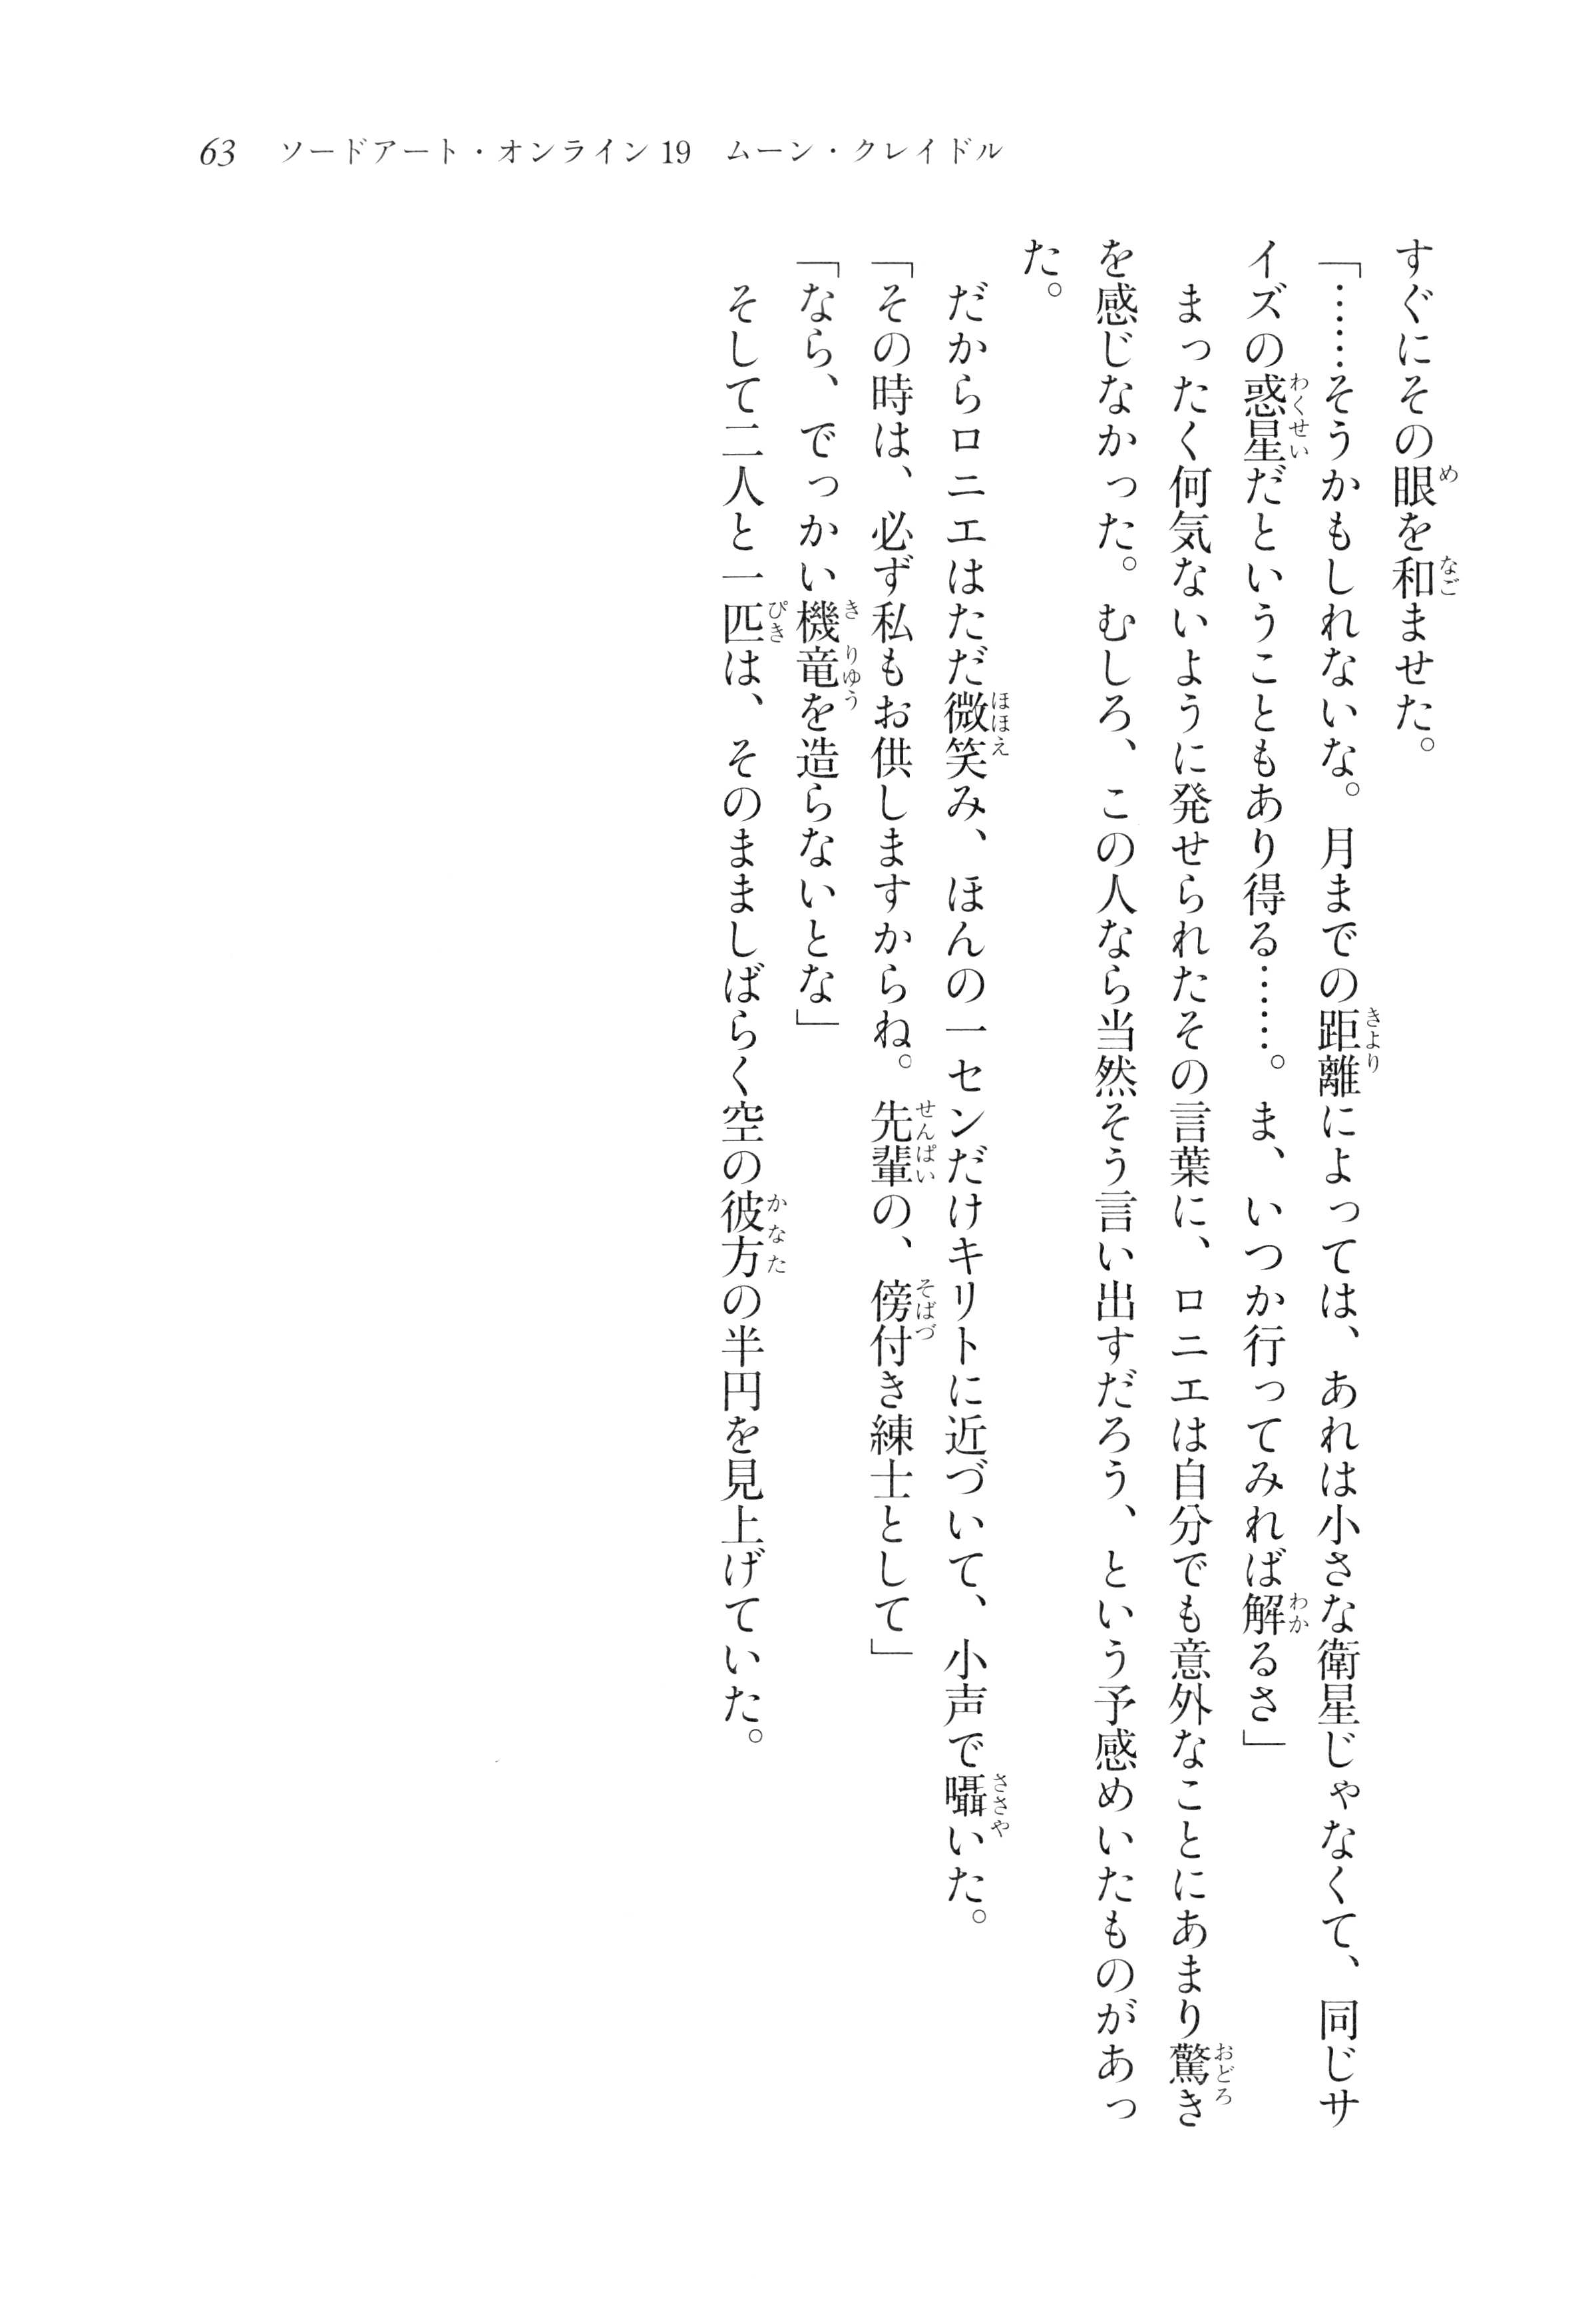 63　ソードアート・オンライン19　ムーン・クレイドル
すぐにその眼を和ませた。
「……そうかもしれないな。月までの距離によっては、あれは小さな衛星じゃなくて、同じサ
イズの惑星だということもあり得る……。ま、いつか行ってみれば解るさ」
　まったく何気ないように発せられたその言葉に、ロニエは自分でも意外なことにあまり驚き
を感じなかった。むしろ、この人なら当然そう言い出すだろう、という予感めいたものがあっ
た。
　だからロニエはただ微笑み、ほんの一センだけキリトに近づいて、小声で囁いた。
「その時は、必ず私もお供しますからね。先輩の、傍付き練士として」
「なら、でっかい機竜を造らないとな」
　そして二人と一匹は、そのまましばらく空の彼方の半円を見上げていた。